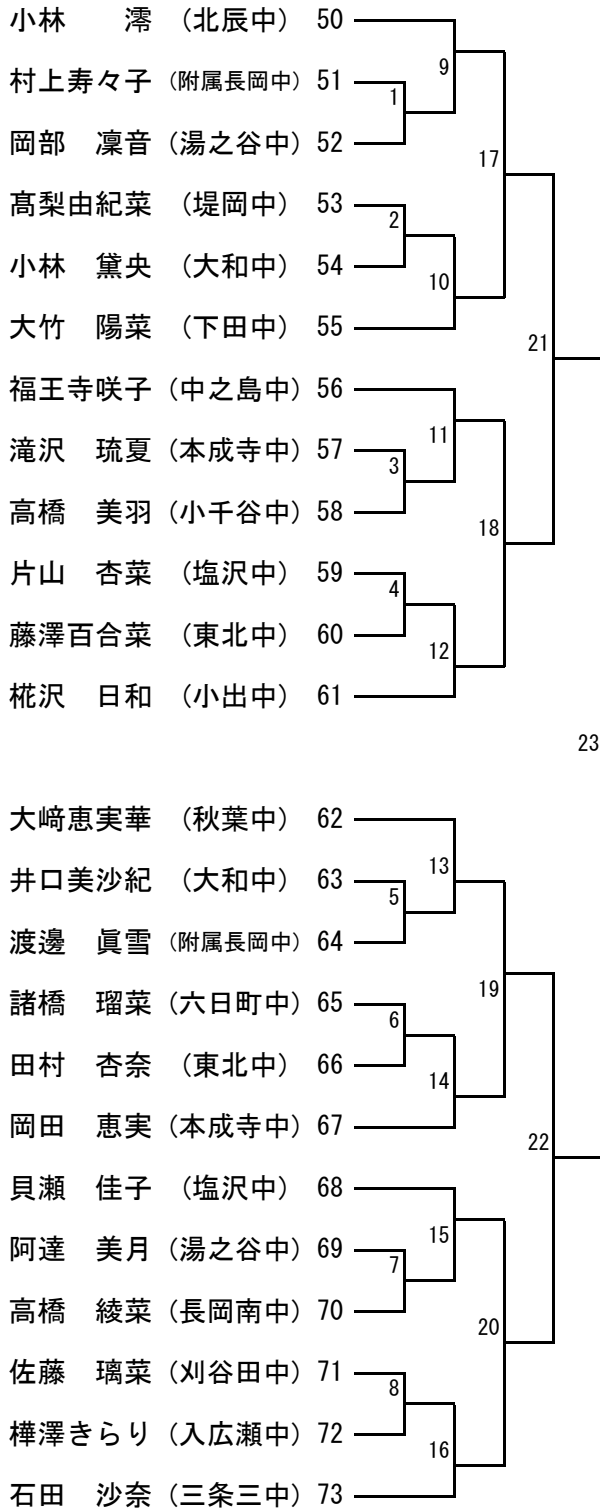 小林　　澪　（北辰中）　50
9
村上寿々子（附属長岡中）　51
1
岡部　凜音（湯之谷中）　52
17
髙梨由紀菜　（堤岡中）　53
2
小林　黛央　（大和中）　54
10
大竹　陽菜　（下田中）　55
21
福王寺咲子（中之島中）　56
11
滝沢　琉夏（本成寺中）　57
3
高橋　美羽（小千谷中）　58
18
片山　杏菜　（塩沢中）　59
4
藤澤百合菜　（東北中）　60
12
椛沢　日和　（小出中）　61
23
大﨑恵実華　（秋葉中）　62
13
井口美沙紀　（大和中）　63
5
渡邊　眞雪（附属長岡中）　64
19
諸橋　瑠菜（六日町中）　65
6
田村　杏奈　（東北中）　66
14
岡田　恵実（本成寺中）　67
22
貝瀬　佳子　（塩沢中）　68
15
阿達　美月（湯之谷中）　69
7
高橋　綾菜（長岡南中）　70
20
佐藤　璃菜（刈谷田中）　71
8
樺澤きらり（入広瀬中）　72
16
石田　沙奈（三条三中）　73